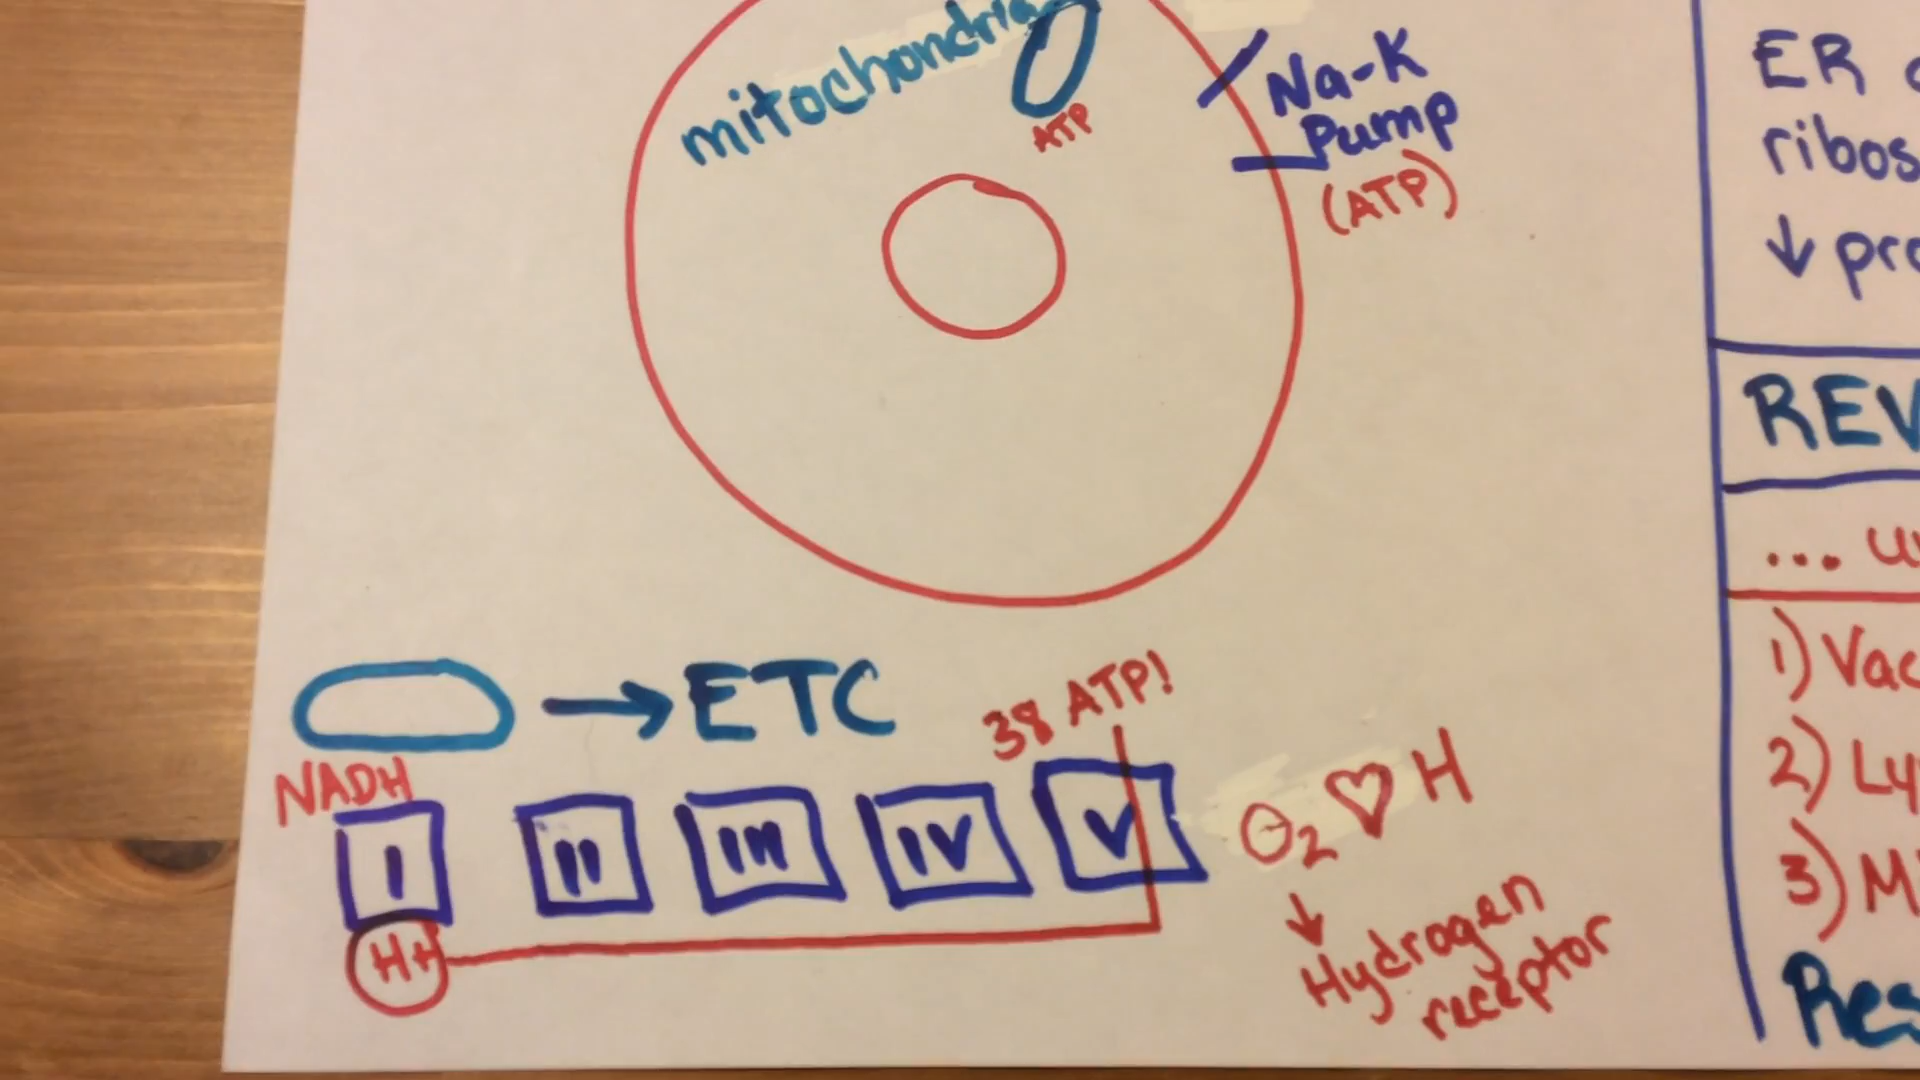 mitochondria
ATP
Na-K
Pump
(ATP)
→ ETC
38 ATP!
NADH
I II III IV V
H+
O2 ♡ H
↓
Hydrogen
receptor
ER
ribos
↓ pro
REV
...
1) Vac
2) Ly
3) M
Res